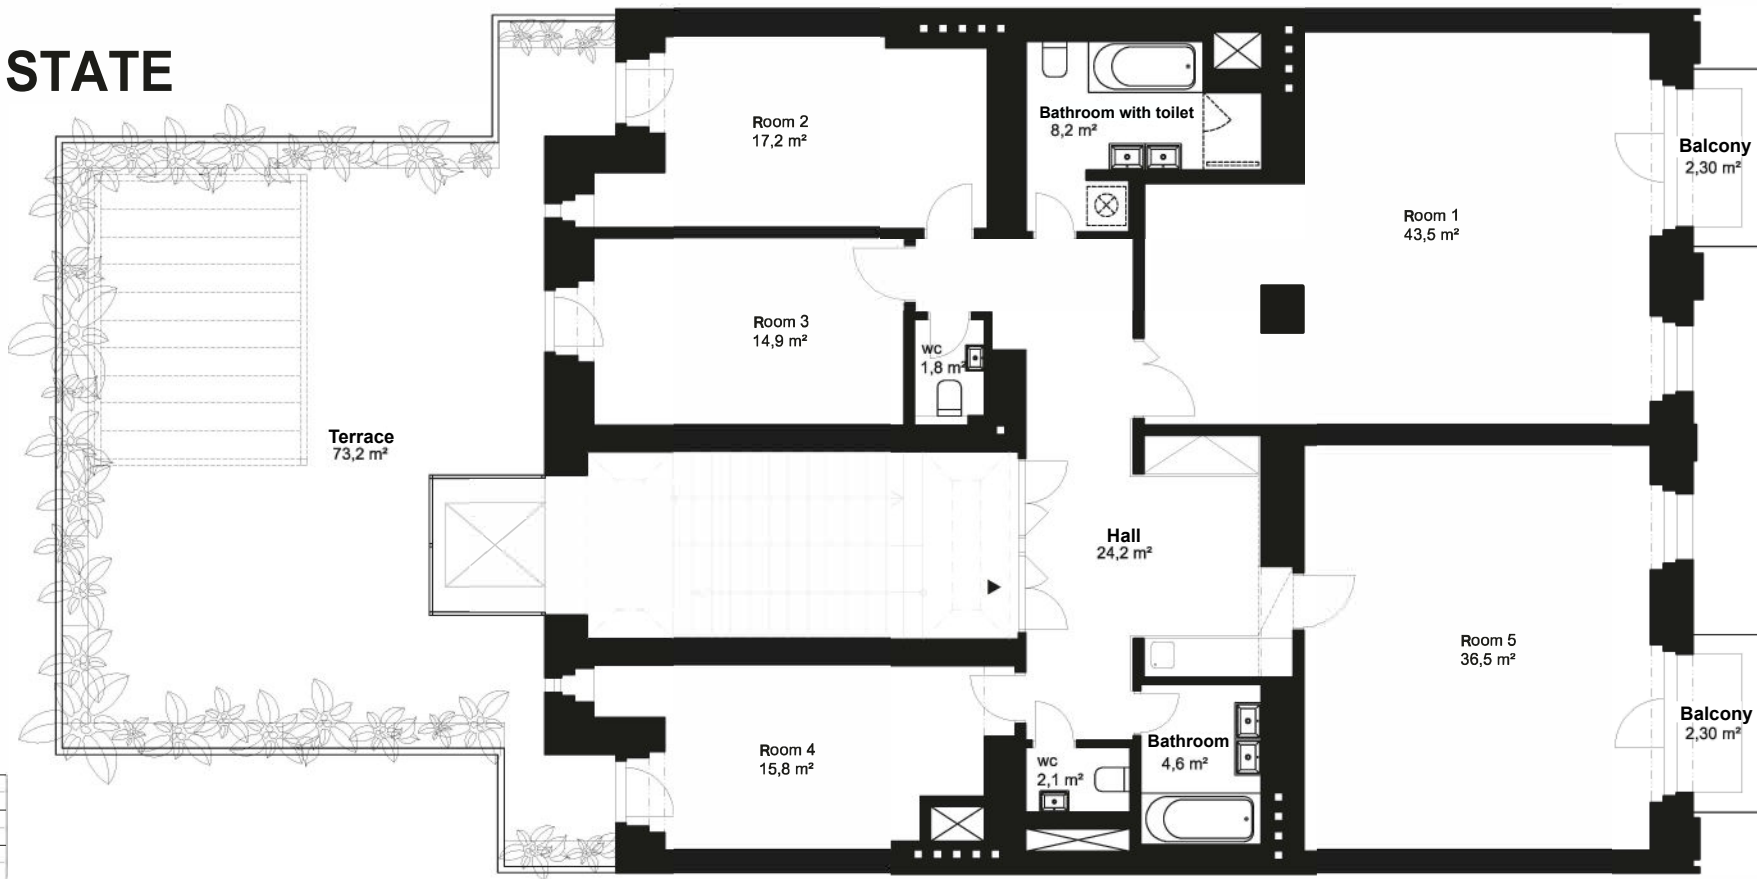 STATE
Room 2
17,2 m²
Bathroom with toilet
8,2 m²
Balcony
2,30 m²
Room 1
43,5 m²
Room 3
14,9 m²
WC
1,8 m²
Terrace
73,2 m²
Hall
24,2 m²
Room 5
36,5 m²
Room 4
15,8 m²
WC
2,1 m²
Bathroom
4,6 m²
Balcony
2,30 m²